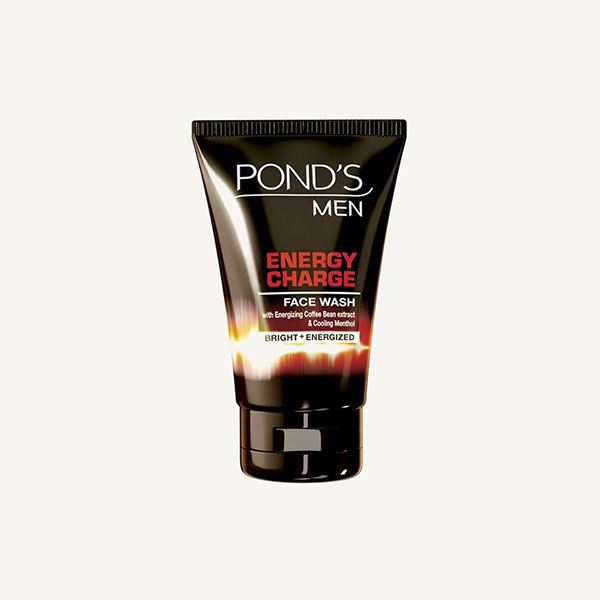 POND'S
MEN
ENERGY
CHARGE
FACE WASH
with Energizing Coffee Bean extract
& Cooling Menthol
BRIGHT + ENERGIZED